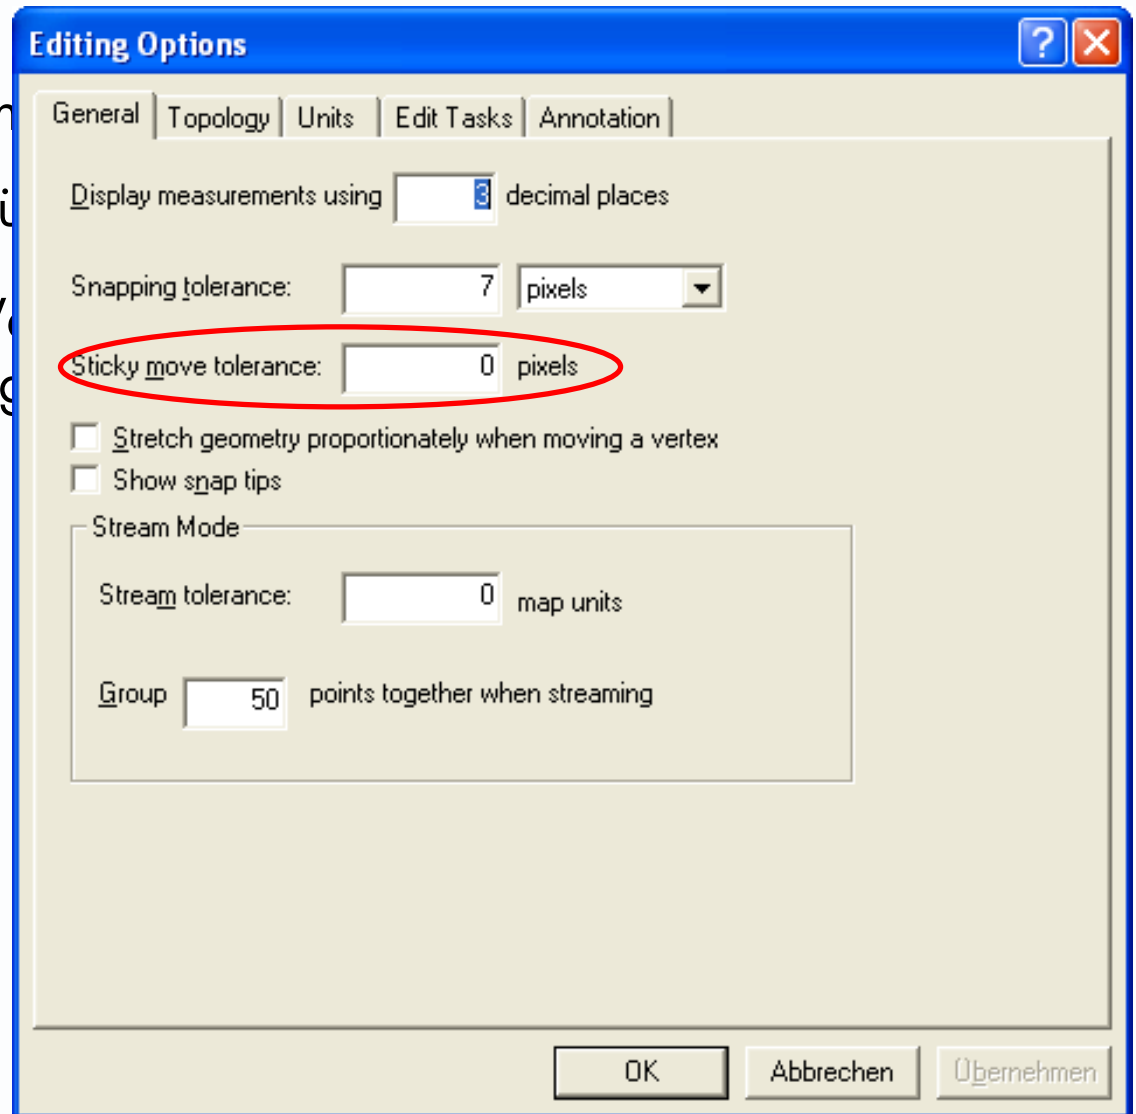 Editing Options
General Topology Units Edit Tasks Annotation
Display measurements using 3 decimal places
Snapping tolerance: 7 pixels
Sticky move tolerance: 0 pixels
Stretch geometry proportionately when moving a vertex
Show snap tips
Stream Mode
Stream tolerance: 0 map units
Group 50 points together when streaming
OK Abbrechen Übernehmen